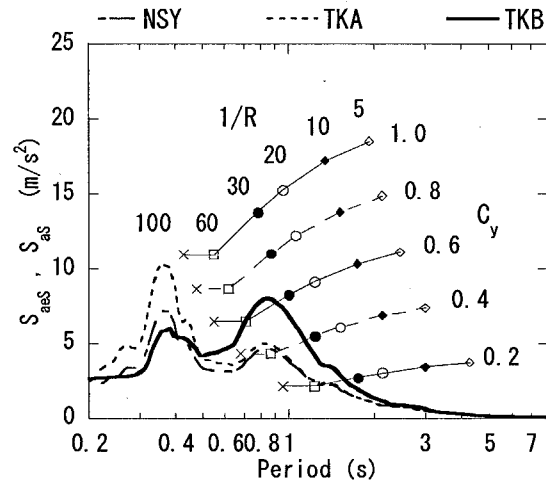 NSY TKA TKB
25
20
15
10
5
0
S_aeS , S_aS (m/s²)
1/R
100 60 30 20 10 5
1.0
0.8
C_y
0.6
0.4
0.2
0.2 0.4 0.6 0.8 1 3 5 7
Period (s)